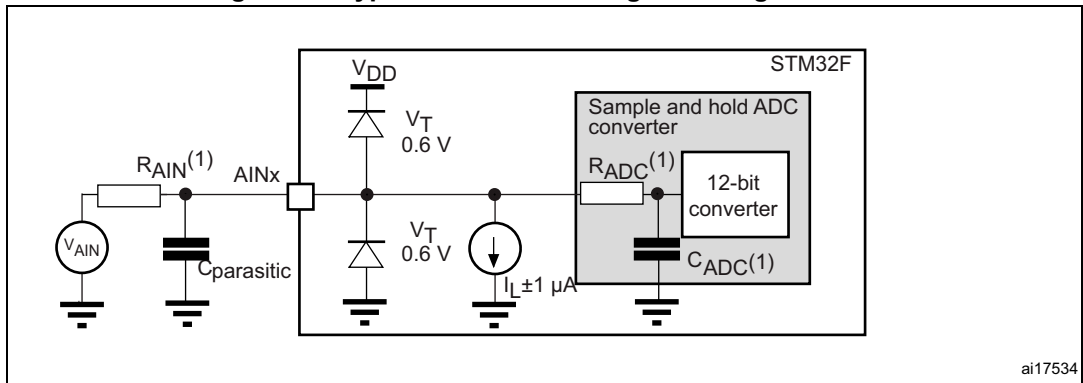 STM32F
VDD
Sample and hold ADC
converter
VT
0.6 V
RAIN(1)
AINx
RADC(1)
12-bit
converter
VAIN
Cparasitic
VT
0.6 V
IL±1 µA
CADC(1)
ai17534